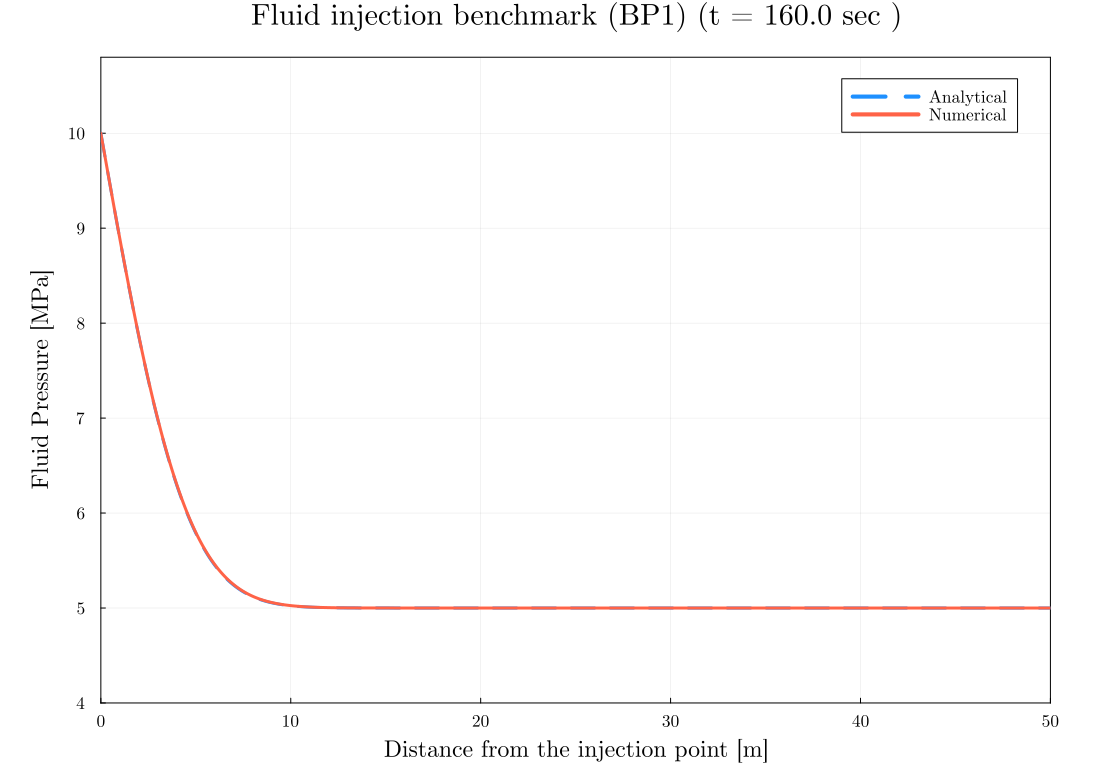 Fluid injection benchmark (BP1) (t = 160.0 sec )
Analytical
Numerical
10
9
8
7
6
5
4
Fluid Pressure [MPa]
0 10 20 30 40 50
Distance from the injection point [m]